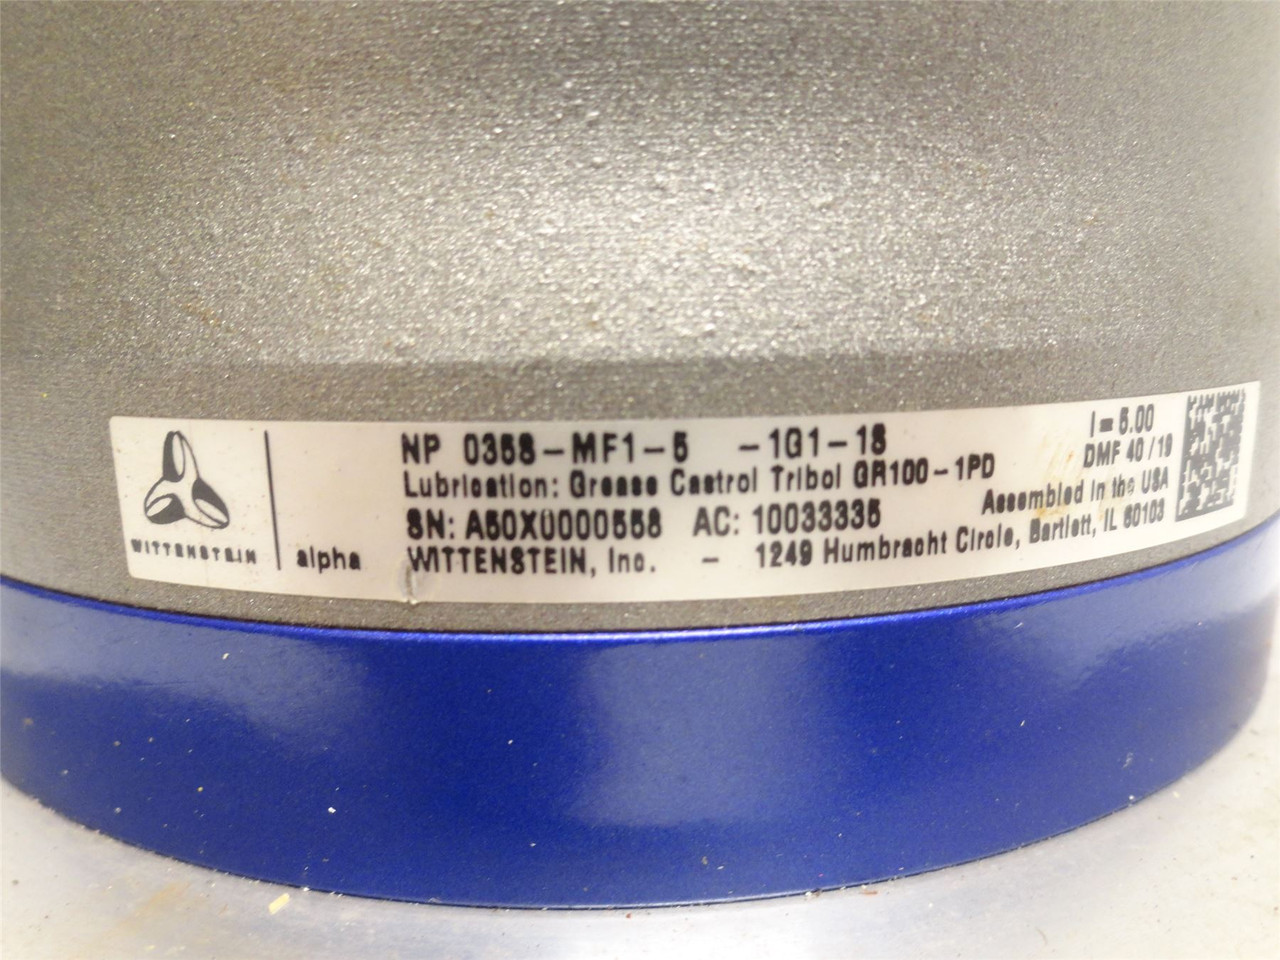 WITTENSTEIN
alpha
NP 035S-MF1-5 -1G1-1S
Lubrication: Grease Castrol Tribol GR100-1PD
SN: A50X0000558 AC: 10033335
WITTENSTEIN, Inc. - 1249 Humbracht Circle, Bartlett, IL 60103
i = 5.00
DMF 40 / 19
Assembled in the USA